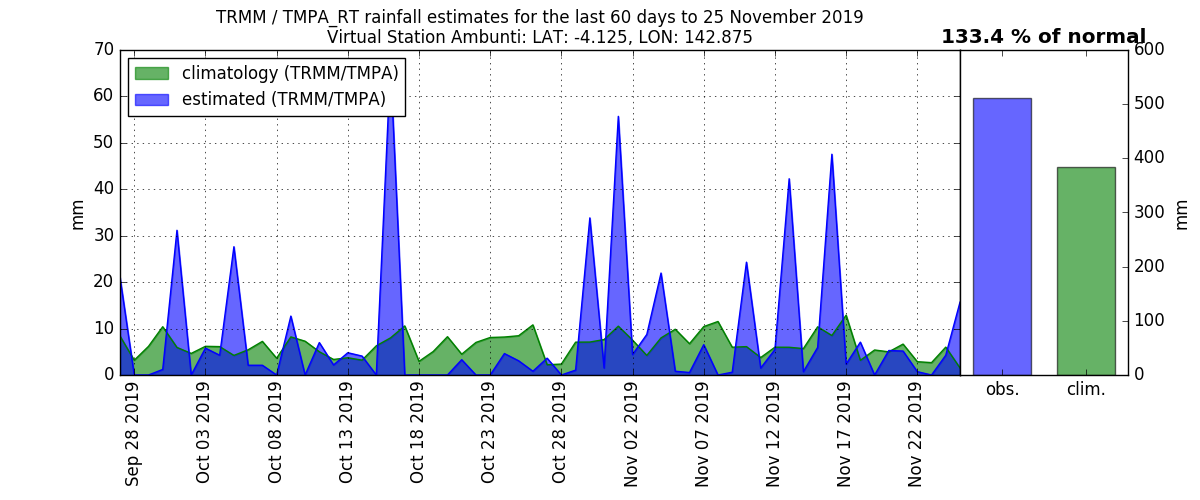 TRMM / TMPA_RT rainfall estimates for the last 60 days to 25 November 2019
Virtual Station Ambunti: LAT: -4.125, LON: 142.875
133.4 % of normal
climatology (TRMM/TMPA)
estimated (TRMM/TMPA)
70
60
50
40
30
20
10
0
mm
Sep 28 2019
Oct 03 2019
Oct 08 2019
Oct 13 2019
Oct 18 2019
Oct 23 2019
Oct 28 2019
Nov 02 2019
Nov 07 2019
Nov 12 2019
Nov 17 2019
Nov 22 2019
obs.
clim.
600
500
400
300
200
100
0
mm